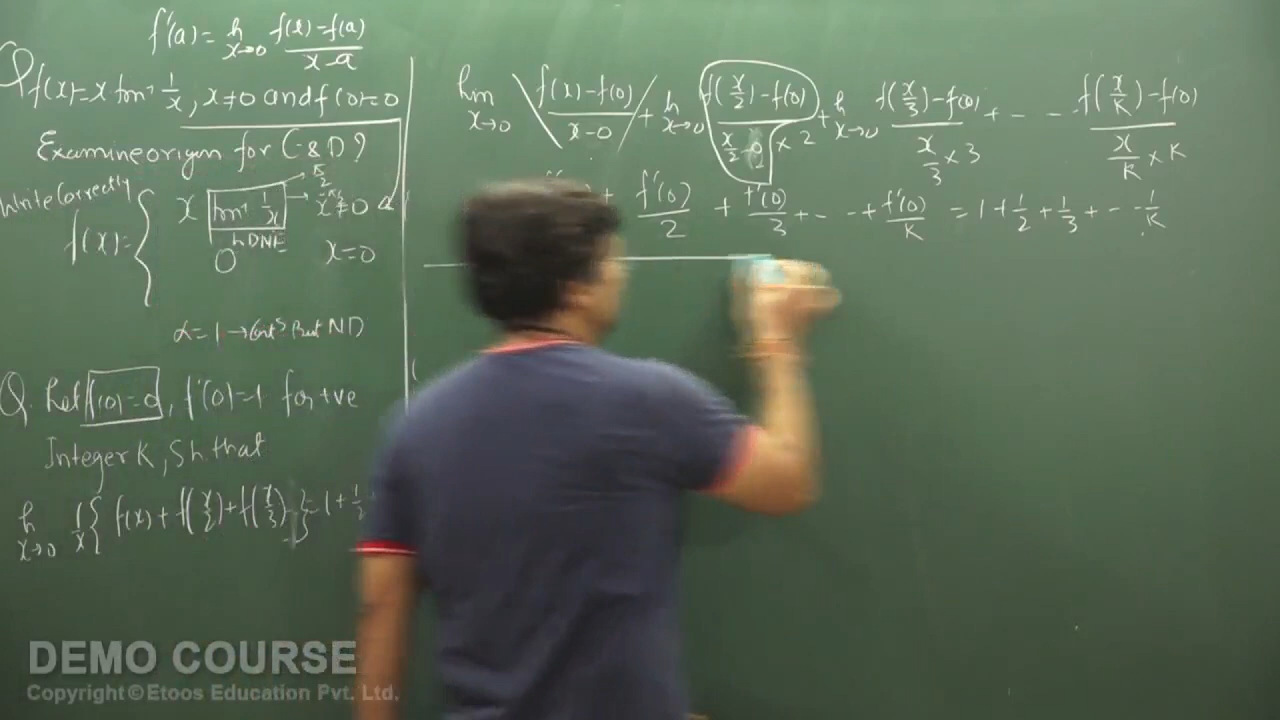 f'(a) = lim x→0 f(x) - f(a) / x - a
f(x) = x tan⁻¹ 1/x, x ≠ 0 and f(0) = 0
Examine origin for C & D?
Write Correctly
f(x) = { x tan⁻¹ 1/x x ≠ 0
lim DNE
0 x = 0
α = 1 → Cont^s But ND
Q. Let f(0) = 0, f'(0) = 1 for +ve
Integer K, Sh. that
lim x→0 1/x { f(x) + f(x/2) + f(x/3) } = 1 + 1/2
lim x→0 f(x) - f(0) / x - 0 + lim x→0 f(x/2) - f(0) / x/2 - 0 × 2 + lim x→0 f(x/3) - f(0) / x/3 × 3 + - - f(x/K) - f(0) / x/K × K
+ f'(0)/2 + f'(0)/3 + - - + f'(0)/K = 1 + 1/2 + 1/3 + - - 1/K
DEMO COURSE
Copyright © Etoos Education Pvt. Ltd.